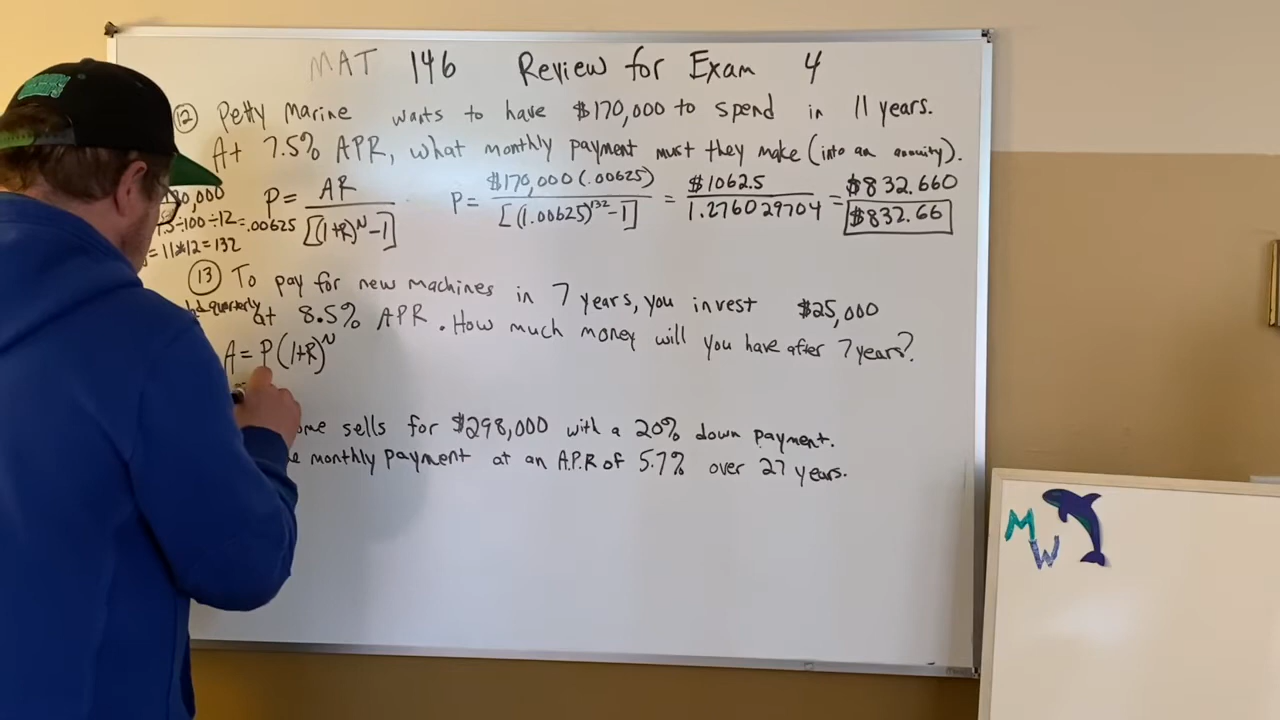 MAT 146 Review for Exam 4
⑫ Petty Marine wants to have $170,000 to spend in 11 years.
At 7.5% APR, what monthly payment must they make (into an annuity).
P = AR / [(1+R)^N - 1]
P = $170,000(.00625) / [(1.00625)^132 - 1] = $1062.5 / 1.276029704 = $832.660
$832.66
÷100÷12=.00625
= 11*12=132
⑬ To pay for new machines in 7 years, you invest $25,000
quarterly
at 8.5% APR. How much money will you have after 7 years?
A = P(1+R)^N
sells for $298,000 with a 20% down payment.
monthly payment at an A.P.R of 5.7% over 27 years.
M
W